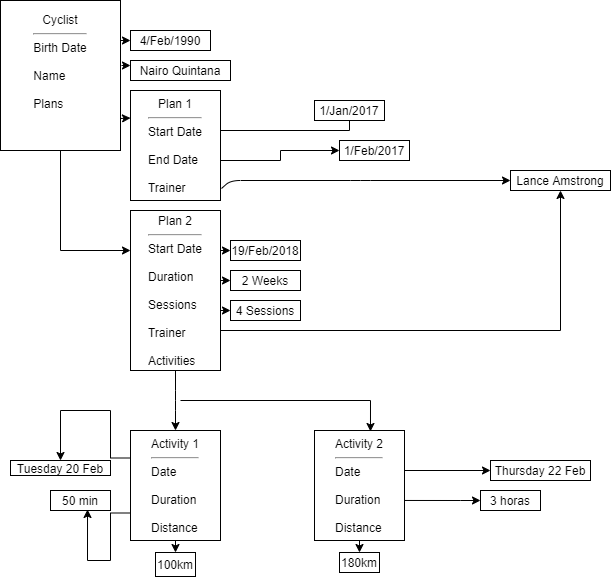 Cyclist
Birth Date
Name
Plans
4/Feb/1990
Nairo Quintana
Plan 1
Start Date
End Date
Trainer
1/Jan/2017
1/Feb/2017
Lance Amstrong
Plan 2
Start Date
Duration
Sessions
Trainer
Activities
19/Feb/2018
2 Weeks
4 Sessions
Activity 1
Date
Duration
Distance
Tuesday 20 Feb
50 min
100km
Activity 2
Date
Duration
Distance
Thursday 22 Feb
3 horas
180km